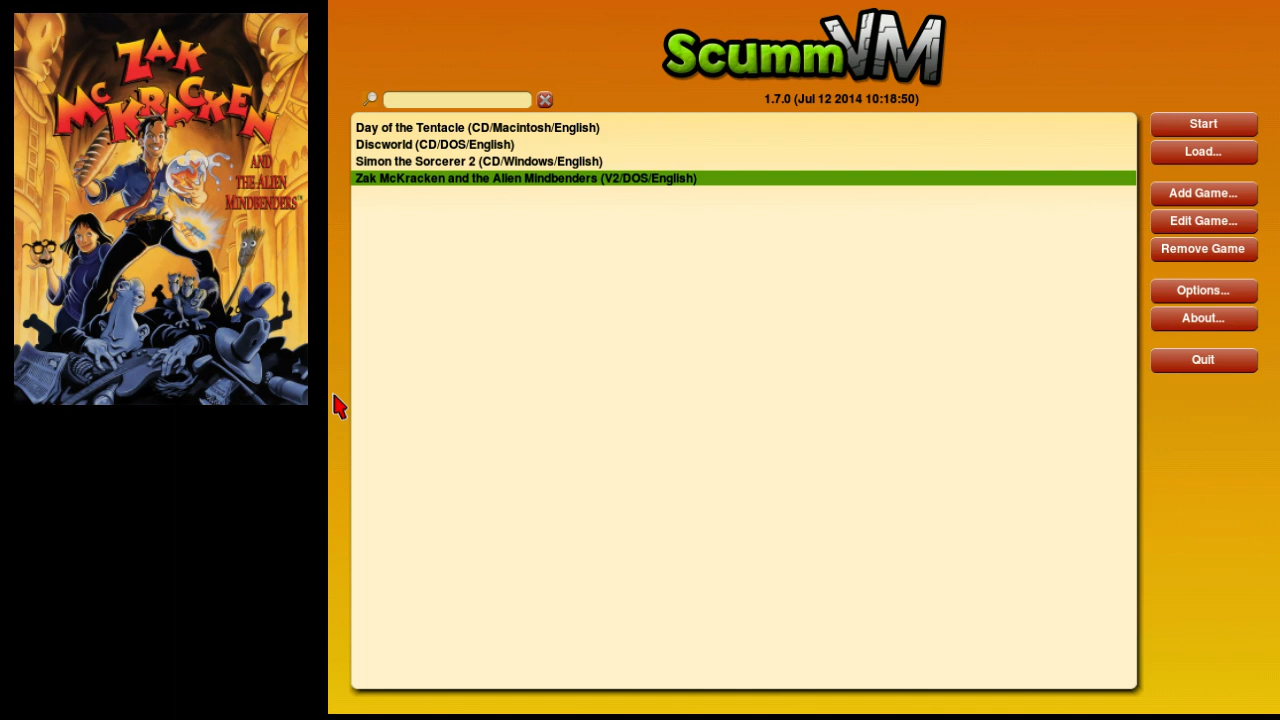 ZAK
McKRACKEN
AND
THE ALIEN
MINDBENDERS™
ScummVM
1.7.0 (Jul 12 2014 10:18:50)
Day of the Tentacle (CD/Macintosh/English)
Discworld (CD/DOS/English)
Simon the Sorcerer 2 (CD/Windows/English)
Zak McKracken and the Alien Mindbenders (V2/DOS/English)
Start
Load...
Add Game...
Edit Game...
Remove Game
Options...
About...
Quit